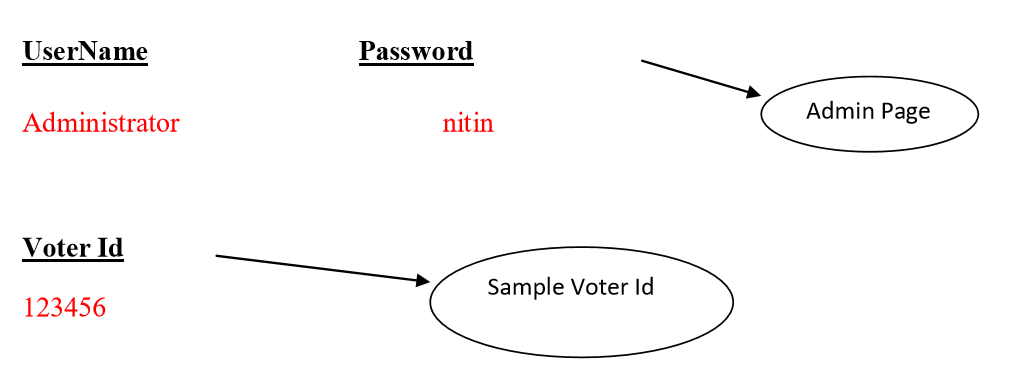 UserName Password
Admin Page
Administrator nitin
Voter Id
Sample Voter Id
123456